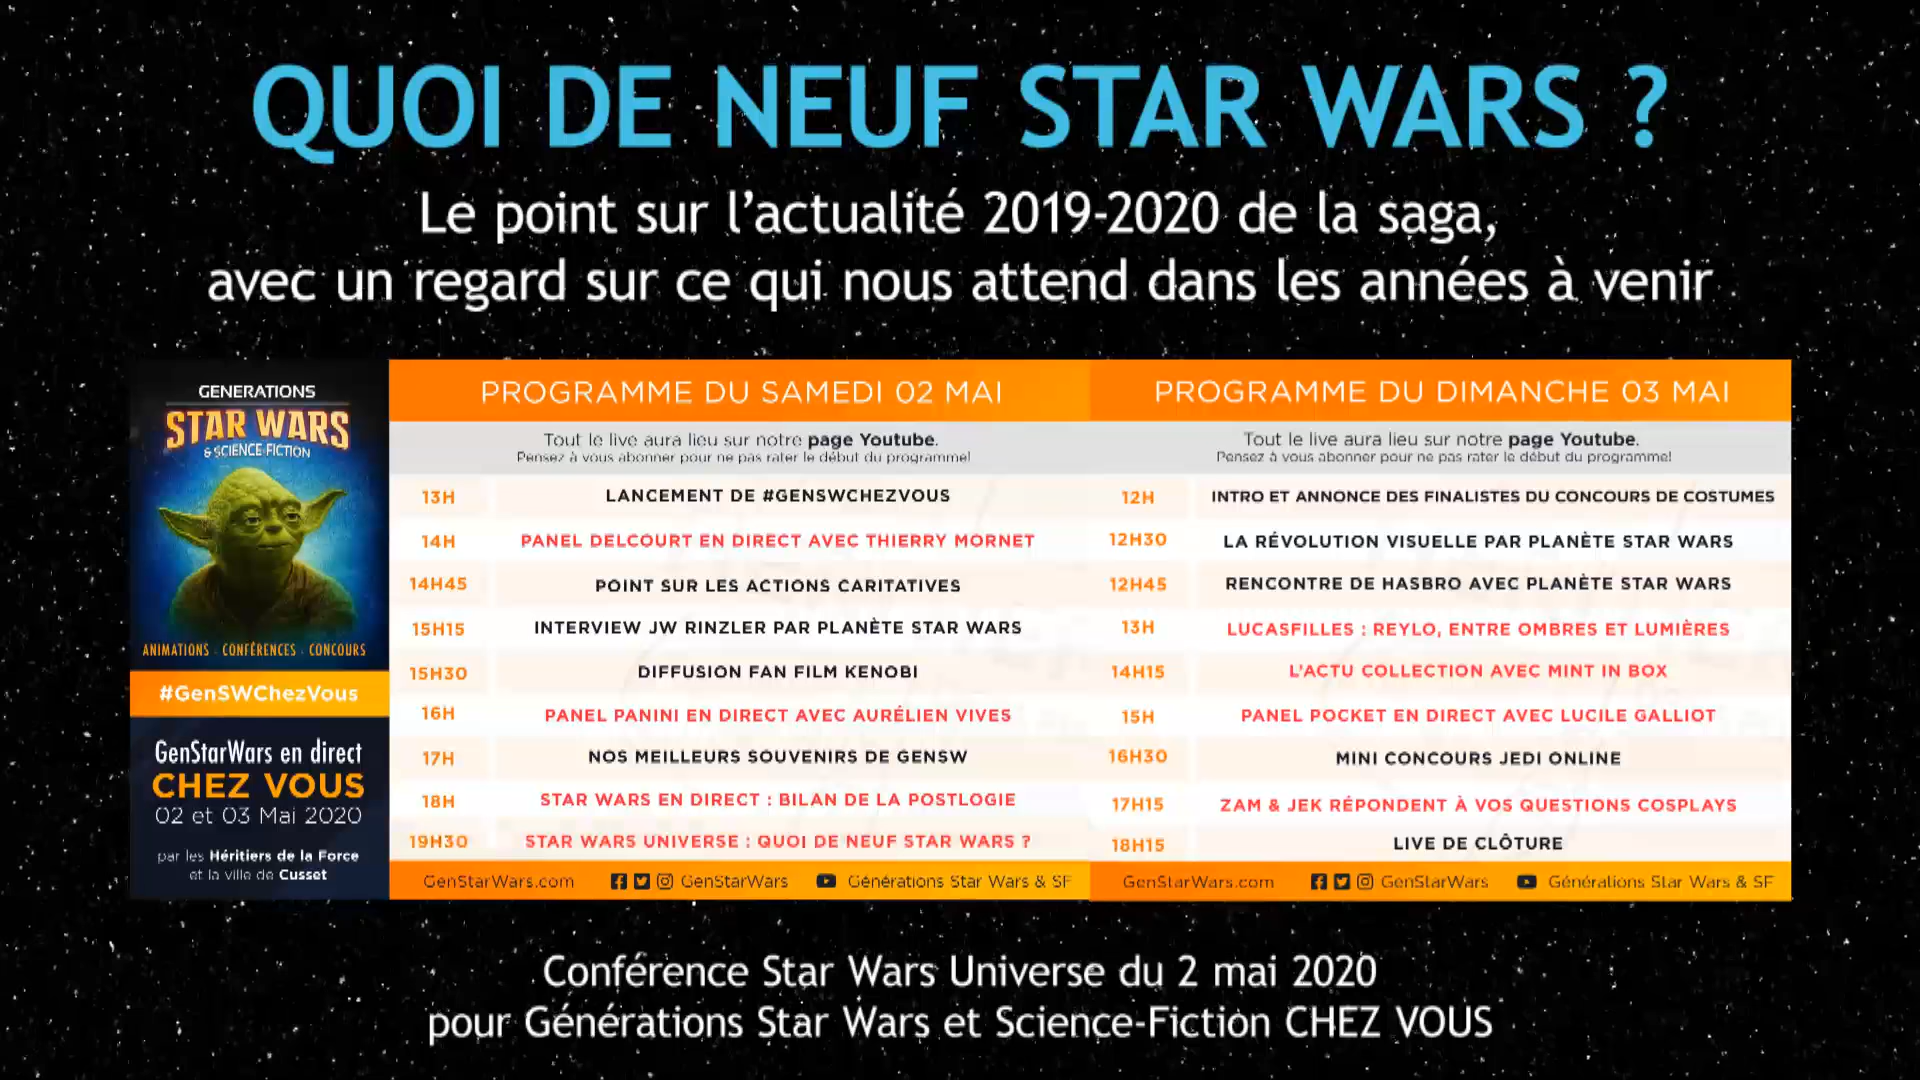 QUOI DE NEUF STAR WARS ?
Le point sur l'actualité 2019-2020 de la saga,
avec un regard sur ce qui nous attend dans les années à venir
GENERATIONS
STAR WARS
& SCIENCE-FICTION
ANIMATIONS - CONFÉRENCES - CONCOURS
#GenSWChezVous
GenStarWars en direct
CHEZ VOUS
02 et 03 Mai 2020
par les Héritiers de la Force
et la ville de Cusset
PROGRAMME DU SAMEDI 02 MAI
Tout le live aura lieu sur notre page Youtube.
Pensez à vous abonner pour ne pas rater le début du programme!
13H LANCEMENT DE #GENSWCHEZVOUS
14H PANEL DELCOURT EN DIRECT AVEC THIERRY MORNET
14H45 POINT SUR LES ACTIONS CARITATIVES
15H15 INTERVIEW JW RINZLER PAR PLANÈTE STAR WARS
15H30 DIFFUSION FAN FILM KENOBI
16H PANEL PANINI EN DIRECT AVEC AURÉLIEN VIVES
17H NOS MEILLEURS SOUVENIRS DE GENSW
18H STAR WARS EN DIRECT : BILAN DE LA POSTLOGIE
19H30 STAR WARS UNIVERSE : QUOI DE NEUF STAR WARS ?
GenStarWars.com GenStarWars Générations Star Wars & SF
PROGRAMME DU DIMANCHE 03 MAI
Tout le live aura lieu sur notre page Youtube.
Pensez à vous abonner pour ne pas rater le début du programme!
12H INTRO ET ANNONCE DES FINALISTES DU CONCOURS DE COSTUMES
12H30 LA RÉVOLUTION VISUELLE PAR PLANÈTE STAR WARS
12H45 RENCONTRE DE HASBRO AVEC PLANÈTE STAR WARS
13H LUCASFILLES : REYLO, ENTRE OMBRES ET LUMIÈRES
14H15 L'ACTU COLLECTION AVEC MINT IN BOX
15H PANEL POCKET EN DIRECT AVEC LUCILE GALLIOT
16H30 MINI CONCOURS JEDI ONLINE
17H15 ZAM & JEK RÉPONDENT À VOS QUESTIONS COSPLAYS
18H15 LIVE DE CLÔTURE
GenStarWars.com GenStarWars Générations Star Wars & SF
Conférence Star Wars Universe du 2 mai 2020
pour Générations Star Wars et Science-Fiction CHEZ VOUS